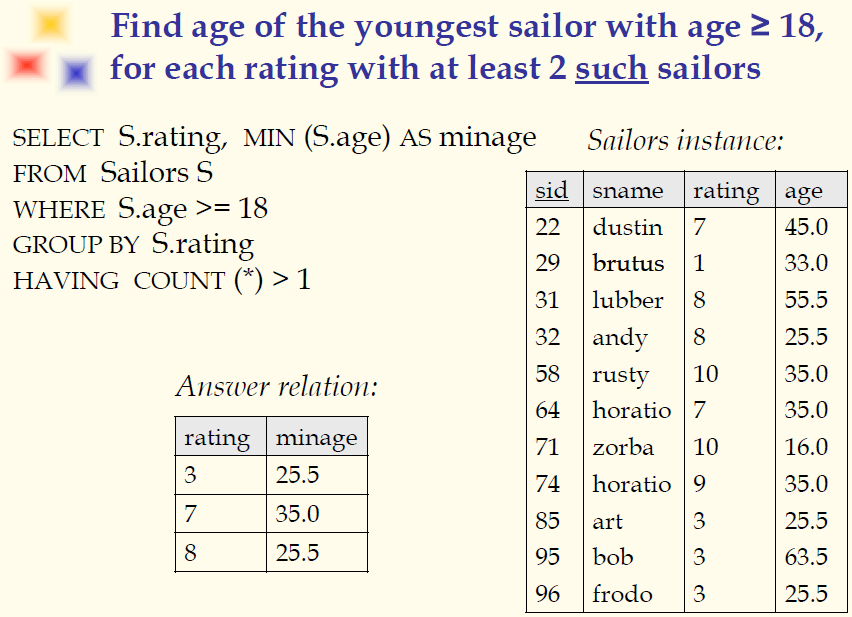 Find age of the youngest sailor with age ≥ 18,
for each rating with at least 2 such sailors
SELECT S.rating, MIN (S.age) AS minage
FROM Sailors S
WHERE S.age >= 18
GROUP BY S.rating
HAVING COUNT (*) > 1
Answer relation:
rating minage
3 25.5
7 35.0
8 25.5
Sailors instance:
sid sname rating age
22 dustin 7 45.0
29 brutus 1 33.0
31 lubber 8 55.5
32 andy 8 25.5
58 rusty 10 35.0
64 horatio 7 35.0
71 zorba 10 16.0
74 horatio 9 35.0
85 art 3 25.5
95 bob 3 63.5
96 frodo 3 25.5